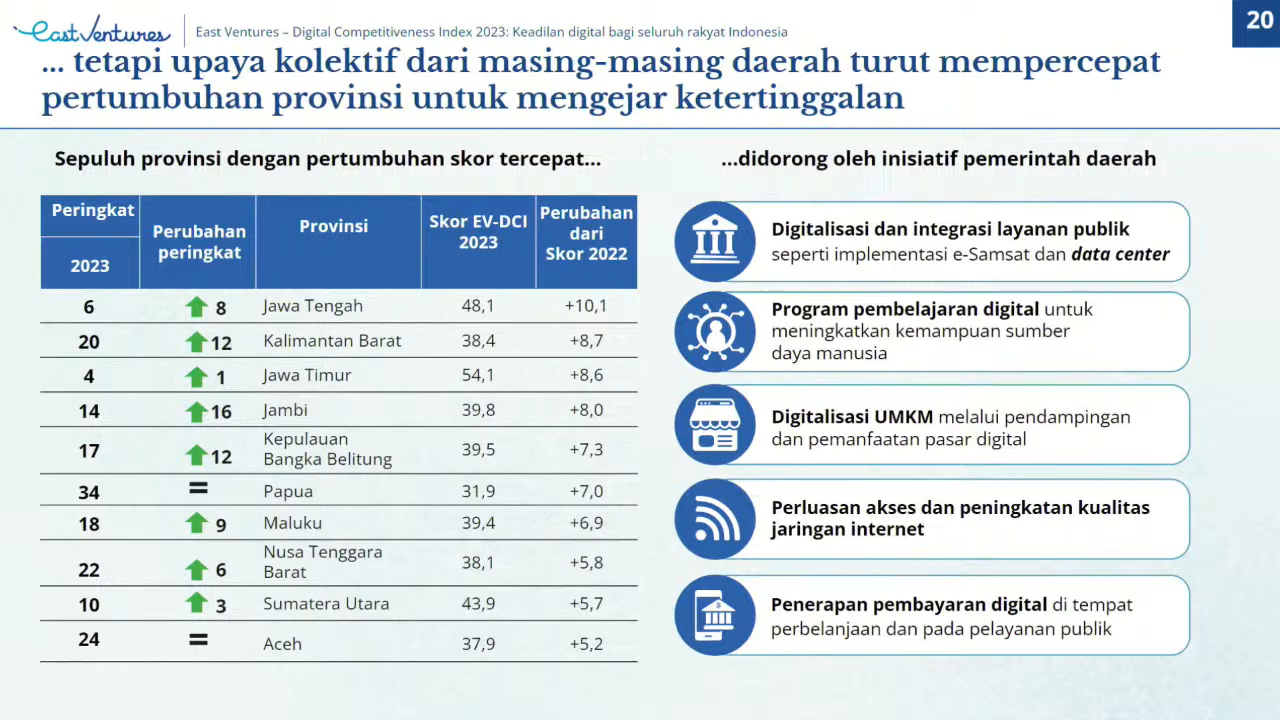 East Ventures
East Ventures – Digital Competitiveness Index 2023: Keadilan digital bagi seluruh rakyat Indonesia
20
... tetapi upaya kolektif dari masing-masing daerah turut mempercepat
pertumbuhan provinsi untuk mengejar ketertinggalan
Sepuluh provinsi dengan pertumbuhan skor tercepat...
Peringkat
2023
Perubahan
peringkat
Provinsi
Skor EV-DCI
2023
Perubahan
dari
Skor 2022
6 8 Jawa Tengah 48,1 +10,1
20 12 Kalimantan Barat 38,4 +8,7
4 1 Jawa Timur 54,1 +8,6
14 16 Jambi 39,8 +8,0
17 12 Kepulauan
Bangka Belitung 39,5 +7,3
34 = Papua 31,9 +7,0
18 9 Maluku 39,4 +6,9
22 6 Nusa Tenggara
Barat 38,1 +5,8
10 3 Sumatera Utara 43,9 +5,7
24 = Aceh 37,9 +5,2
...didorong oleh inisiatif pemerintah daerah
Digitalisasi dan integrasi layanan publik
seperti implementasi e-Samsat dan data center
Program pembelajaran digital untuk
meningkatkan kemampuan sumber
daya manusia
Digitalisasi UMKM melalui pendampingan
dan pemanfaatan pasar digital
Perluasan akses dan peningkatan kualitas
jaringan internet
Penerapan pembayaran digital di tempat
perbelanjaan dan pada pelayanan publik